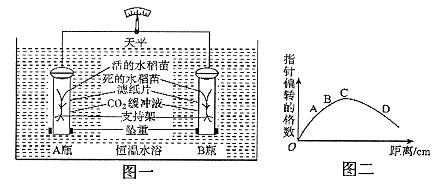 天平
活的水稻苗
死的水稻苗
滤纸片
CO₂缓冲液
支持架
坠重
A瓶
恒温水浴
B瓶
图一
指针偏转的格数
A
B
C
D
O
距离/cm
图二